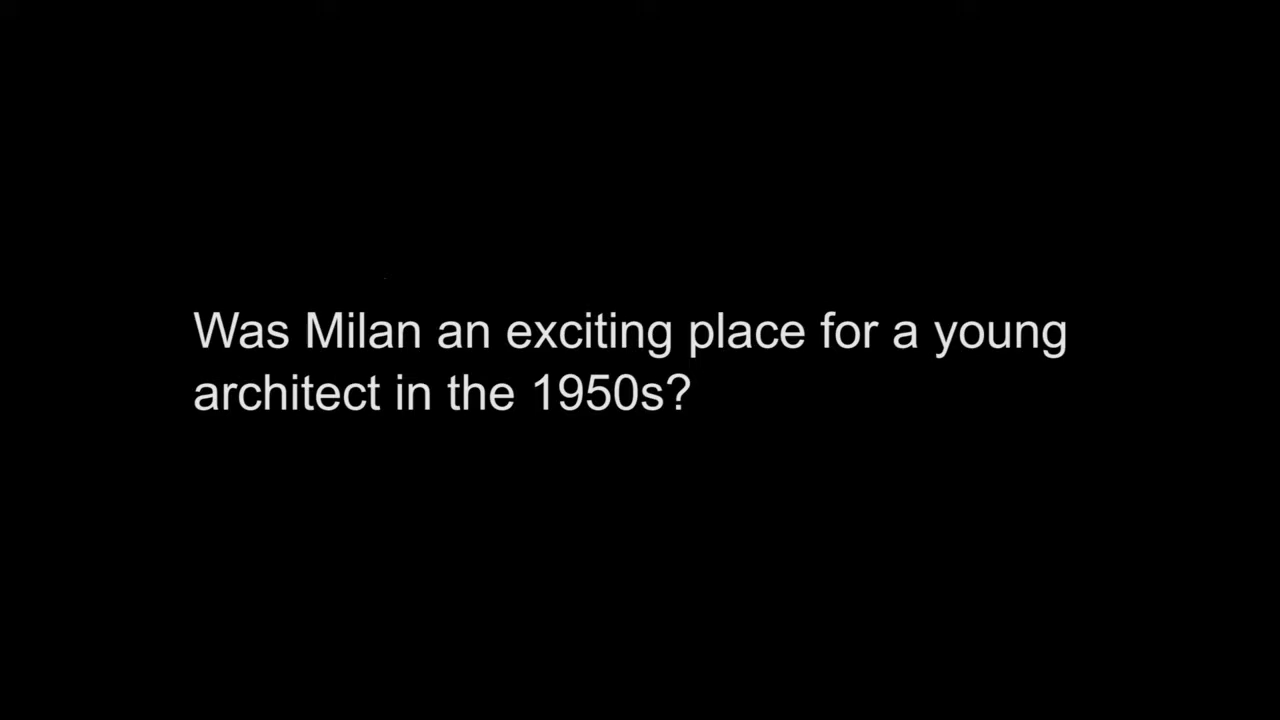 Was Milan an exciting place for a young
architect in the 1950s?